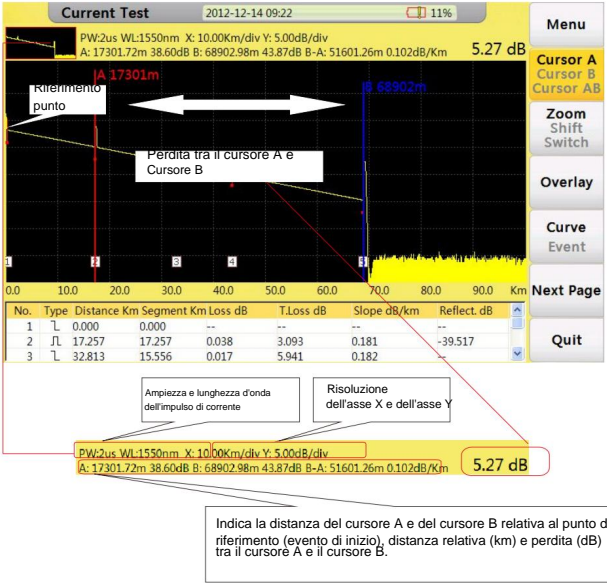 Current Test 2012-12-14 09:22 11%
PW:2us WL:1550nm X: 10.00Km/div Y: 5.00dB/div
A: 17301.72m 38.60dB B: 68902.98m 43.87dB B-A: 51601.26m 0.102dB/Km
5.27 dB
A 17301m
B 68902m
Riferimento
punto
Perdita tra il cursore A e
Cursore B
1 2 3 4 5
0.0 10.0 20.0 30.0 40.0 50.0 60.0 70.0 80.0 90.0 Km
No. Type Distance Km Segment Km Loss dB T.Loss dB Slope dB/km Reflect. dB
1 0.000 0.000 -- -- -- --
2 17.257 17.257 0.038 3.093 0.181 -39.517
3 32.813 15.556 0.017 5.941 0.182 --
Menu
Cursor A
Cursor B
Cursor AB
Zoom
Shift
Switch
Overlay
Curve
Event
Next Page
Quit
Ampiezza e lunghezza d'onda
dell'impulso di corrente
Risoluzione
dell'asse X e dell'asse Y
PW:2us WL:1550nm X: 10.00Km/div Y: 5.00dB/div
A: 17301.72m 38.60dB B: 68902.98m 43.87dB B-A: 51601.26m 0.102dB/Km
5.27 dB
Indica la distanza del cursore A e del cursore B relativa al punto d
riferimento (evento di inizio), distanza relativa (km) e perdita (dB)
tra il cursore A e il cursore B.